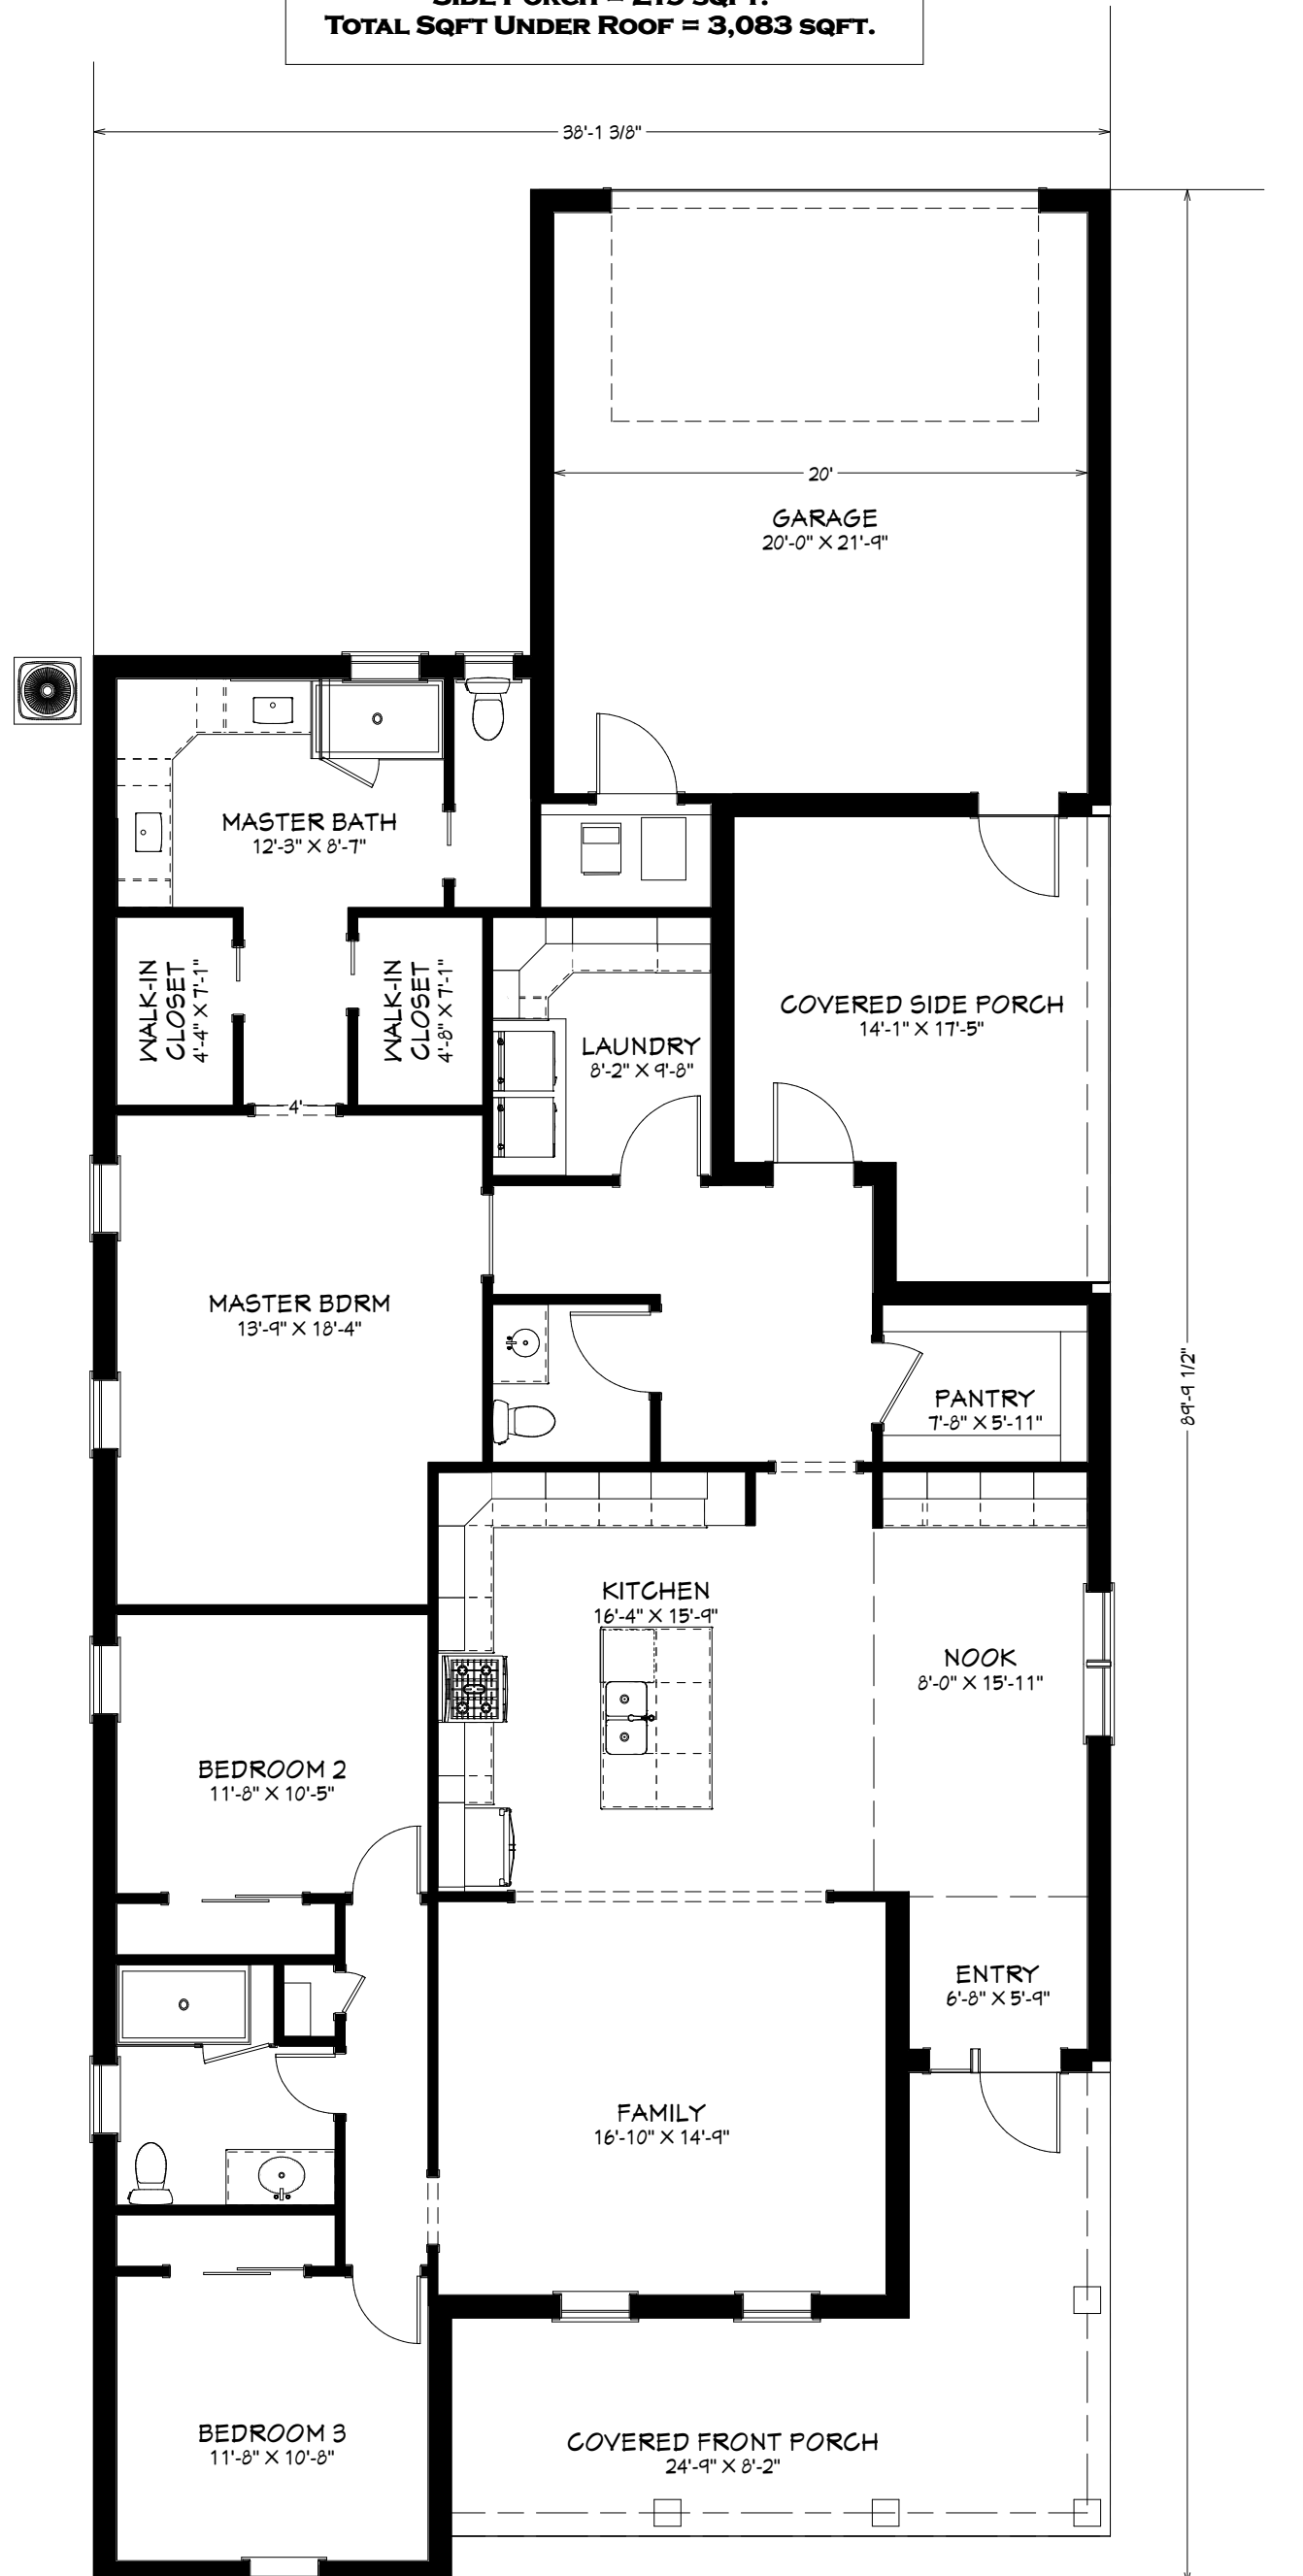 SIDE PORCH = 219 SQFT.
TOTAL SQFT UNDER ROOF = 3,083 SQFT.
38'-1 3/8"
20'
GARAGE
20'-0" X 21'-9"
MASTER BATH
12'-3" X 8'-7"
WALK-IN
CLOSET
4'-4" X 7'-1"
WALK-IN
CLOSET
4'-8" X 7'-1"
COVERED SIDE PORCH
14'-1" X 17'-5"
LAUNDRY
8'-2" X 9'-8"
4'
MASTER BDRM
13'-9" X 18'-4"
89'-9 1/2"
PANTRY
7'-8" X 5'-11"
KITCHEN
16'-4" X 15'-9"
NOOK
8'-0" X 15'-11"
BEDROOM 2
11'-8" X 10'-5"
ENTRY
6'-8" X 5'-9"
FAMILY
16'-10" X 14'-9"
BEDROOM 3
11'-8" X 10'-8"
COVERED FRONT PORCH
24'-9" X 8'-2"